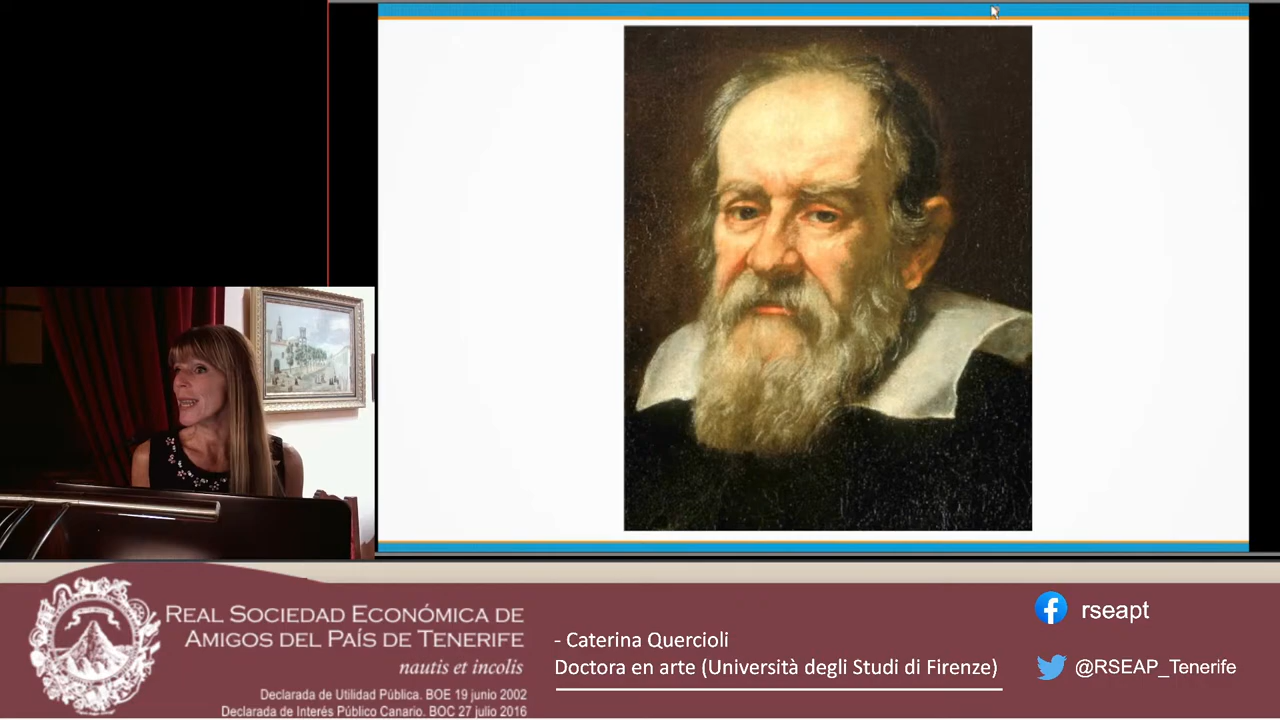 REAL SOCIEDAD ECONÓMICA DE
AMIGOS DEL PAÍS DE TENERIFE
nautis et incolis
Declarada de Utilidad Pública. BOE 19 junio 2002
Declarada de Interés Público Canario. BOC 27 julio 2016
- Caterina Quercioli
Doctora en arte (Università degli Studi di Firenze)
rseapt
@RSEAP_Tenerife